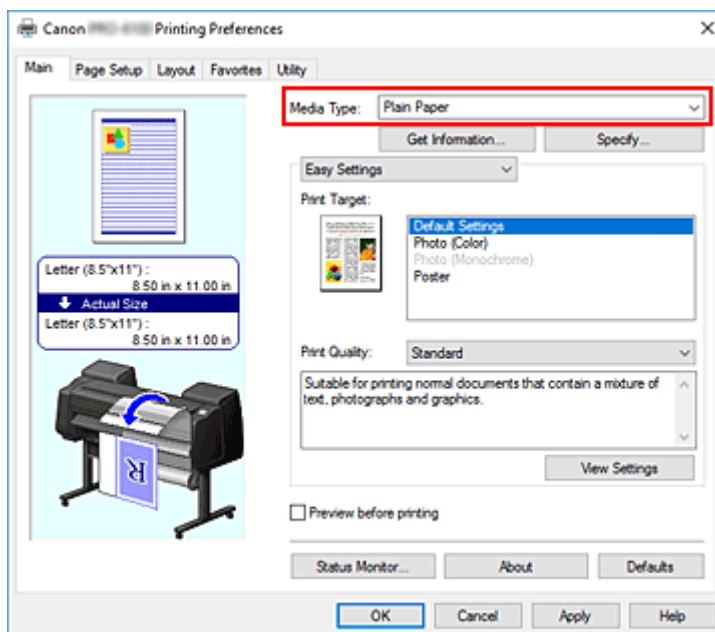 Canon Printing Preferences
Main Page Setup Layout Favorites Utility
Media Type: Plain Paper
Get Information... Specify...
Easy Settings
Print Target:
Default Settings
Photo (Color)
Photo (Monochrome)
Poster
Letter (8.5"x11") :
8.50 in x 11.00 in
Actual Size
Letter (8.5"x11") :
8.50 in x 11.00 in
Print Quality: Standard
Suitable for printing normal documents that contain a mixture of
text, photographs and graphics.
View Settings
R
Preview before printing
Status Monitor... About Defaults
OK Cancel Apply Help